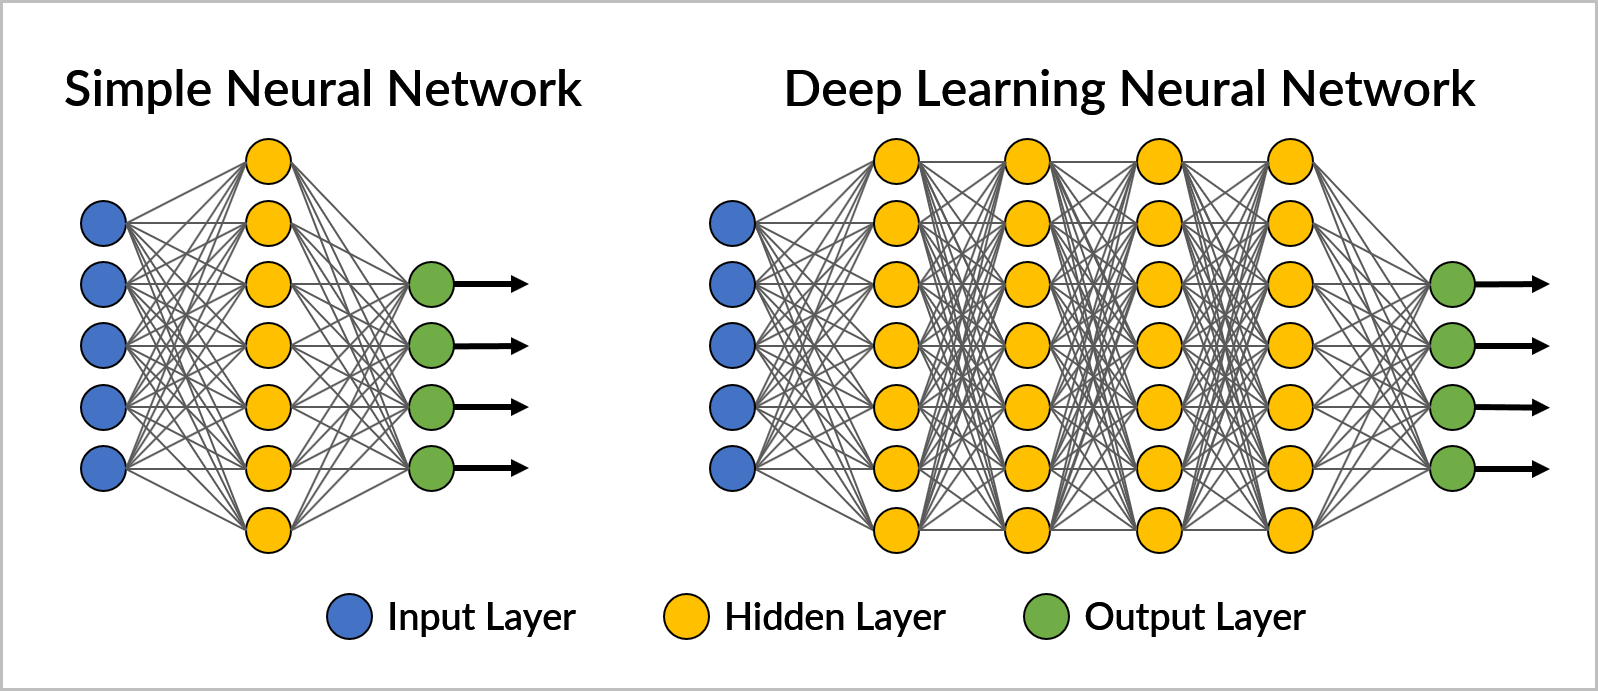 Simple Neural Network
Deep Learning Neural Network
Input Layer
Hidden Layer
Output Layer